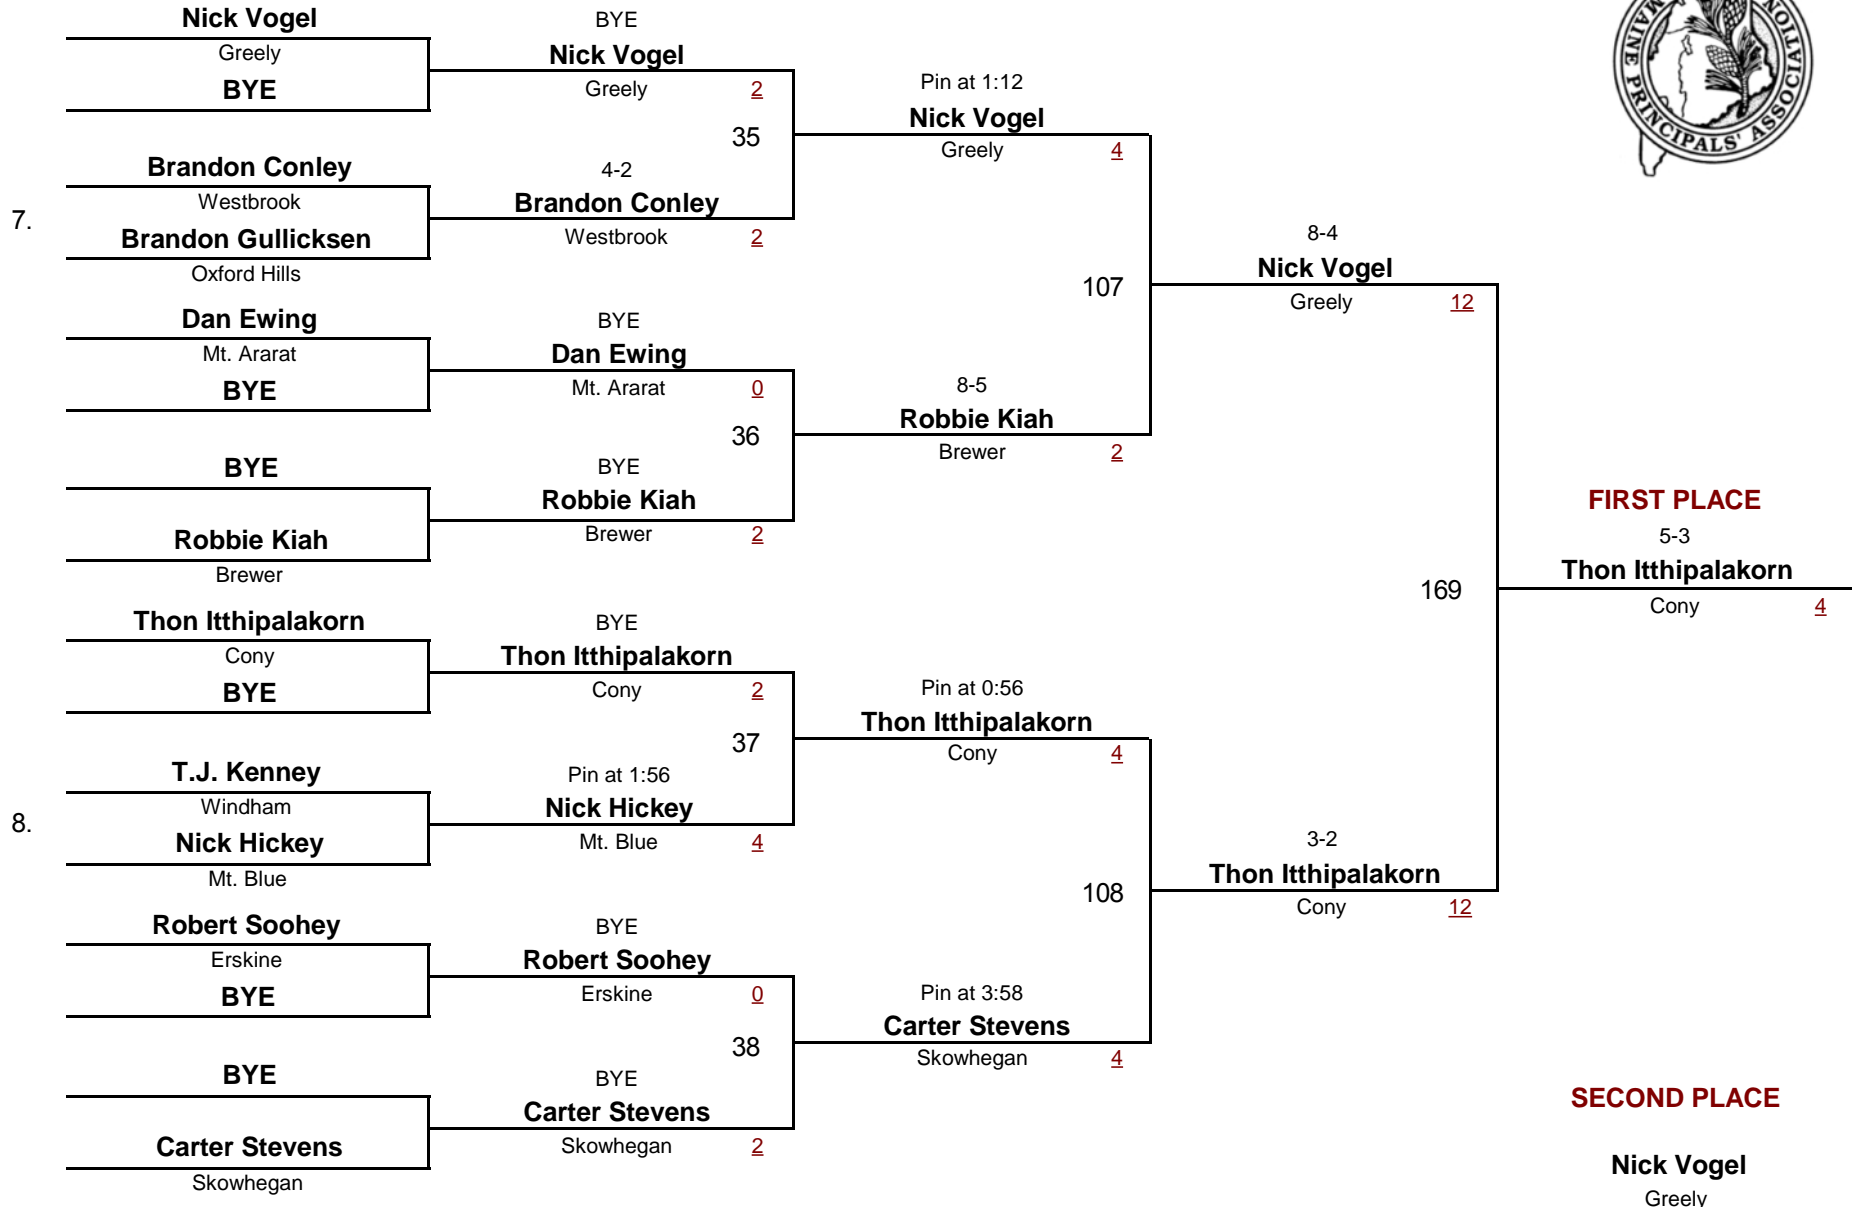 Nick Vogel
Greely
BYE
7.
Brandon Conley
Westbrook
Brandon Gullicksen
Oxford Hills
Dan Ewing
Mt. Ararat
BYE
BYE
Robbie Kiah
Brewer
Thon Itthipalakorn
Cony
BYE
8.
T.J. Kenney
Windham
Nick Hickey
Mt. Blue
Robert Soohey
Erskine
BYE
BYE
Carter Stevens
Skowhegan
BYE
Nick Vogel
Greely 2
35
4-2
Brandon Conley
Westbrook 2
BYE
Dan Ewing
Mt. Ararat 0
36
BYE
Robbie Kiah
Brewer 2
BYE
Thon Itthipalakorn
Cony 2
37
Pin at 1:56
Nick Hickey
Mt. Blue 4
BYE
Robert Soohey
Erskine 0
38
BYE
Carter Stevens
Skowhegan 2
Pin at 1:12
Nick Vogel
Greely 4
107
8-5
Robbie Kiah
Brewer 2
Pin at 0:56
Thon Itthipalakorn
Cony 4
108
Pin at 3:58
Carter Stevens
Skowhegan 4
8-4
Nick Vogel
Greely 12
169
3-2
Thon Itthipalakorn
Cony 12
MAINE PRINCIPALS' ASSOCIATION
FIRST PLACE
5-3
Thon Itthipalakorn
Cony 4
SECOND PLACE
Nick Vogel
Greely